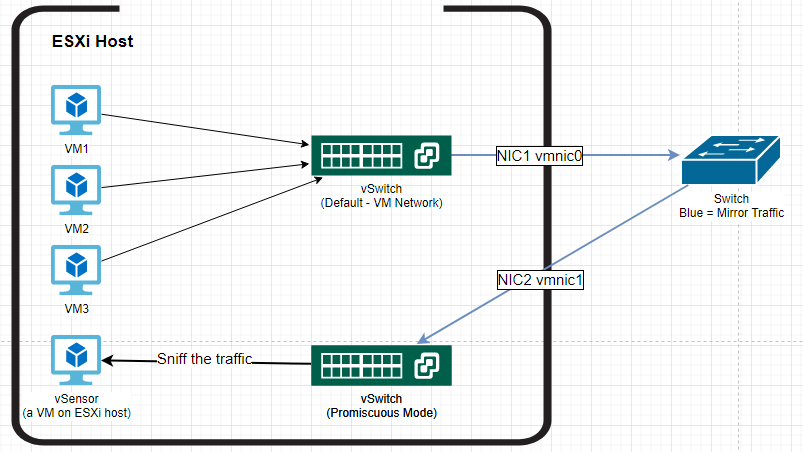 ESXi Host
VM1
vSwitch
(Default - VM Network)
NIC1 vmnic0
Switch
Blue = Mirror Traffic
VM2
NIC2 vmnic1
VM3
Sniff the traffic
vSensor
(a VM on ESXi host)
vSwitch
(Promiscuous Mode)